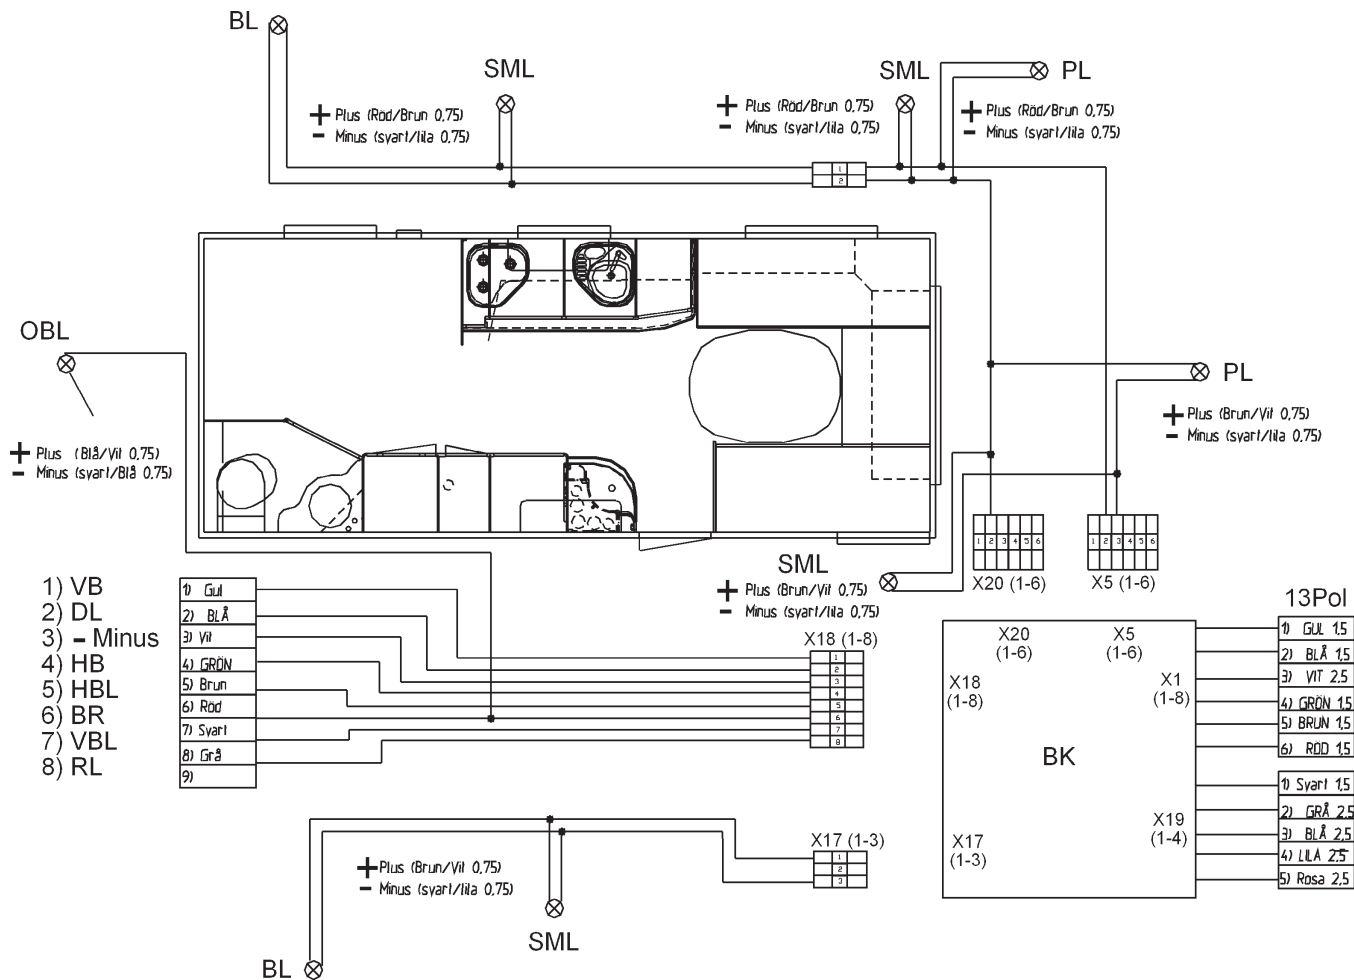 BL
SML
SML
PL
+ Plus (Röd/Brun 0,75)
- Minus (svart/lila 0,75)
+ Plus (Röd/Brun 0,75)
- Minus (svart/lila 0,75)
+ Plus (Röd/Brun 0,75)
- Minus (svart/lila 0,75)
1
2
OBL
+ Plus (Blå/Vit 0,75)
- Minus (svart/Blå 0,75)
PL
+ Plus (Brun/Vit 0,75)
- Minus (svart/lila 0,75)
1 2 3 4 5 6
X20 (1-6)
1 2 3 4 5 6
X5 (1-6)
SML
+ Plus (Brun/Vit 0,75)
- Minus (svart/lila 0,75)
1) VB
2) DL
3) - Minus
4) HB
5) HBL
6) BR
7) VBL
8) RL
1) Gul
2) BLÅ
3) Vit
4) GRÖN
5) Brun
6) Röd
7) Svart
8) Grå
9)
X18 (1-8)
1
2
3
4
5
6
7
8
X17 (1-3)
1
2
3
+ Plus (Brun/Vit 0,75)
- Minus (svart/lila 0,75)
SML
BL
X20
(1-6)
X5
(1-6)
X18
(1-8)
X1
(1-8)
BK
X17
(1-3)
X19
(1-4)
13Pol
1) GUL 1,5
2) BLÅ 1,5
3) VIT 2,5
4) GRÖN 1,5
5) BRUN 1,5
6) RÖD 1,5
1) Svart 1,5
2) GRÅ 2,5
3) BLÅ 2,5
4) LILA 2,5
5) Rosa 2,5